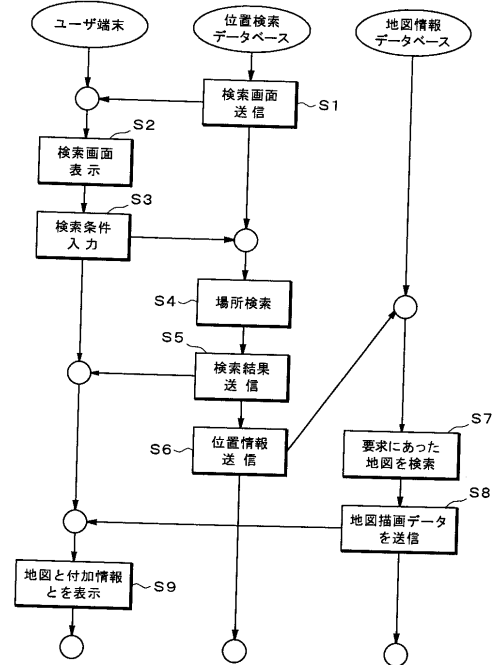 ユーザ端末
位置検索
データベース
地図情報
データベース
検索画面
送信
S1
S2
検索画面
表示
S3
検索条件
入力
S4
場所検索
S5
検索結果
送信
S6
位置情報
送信
S7
要求にあった
地図を検索
S8
地図描画データ
を送信
地図と付加情報
とを表示
S9